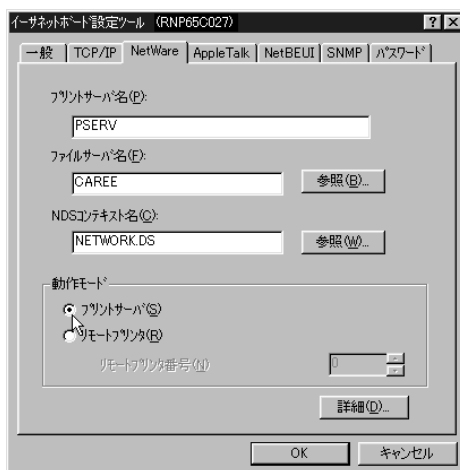 イーサネットボード設定ツール (RNP65C027)
一般 TCP/IP NetWare AppleTalk NetBEUI SNMP パスワード
プリントサーバ名(P):
PSERV
ファイルサーバ名(F):
CAREE 参照(B)...
NDSコンテキスト名(C):
NETWORK.DS 参照(W)...
動作モード
プリントサーバ(S)
リモートプリンタ(R)
リモートプリンタ番号(N) 0
詳細(D)...
OK キャンセル